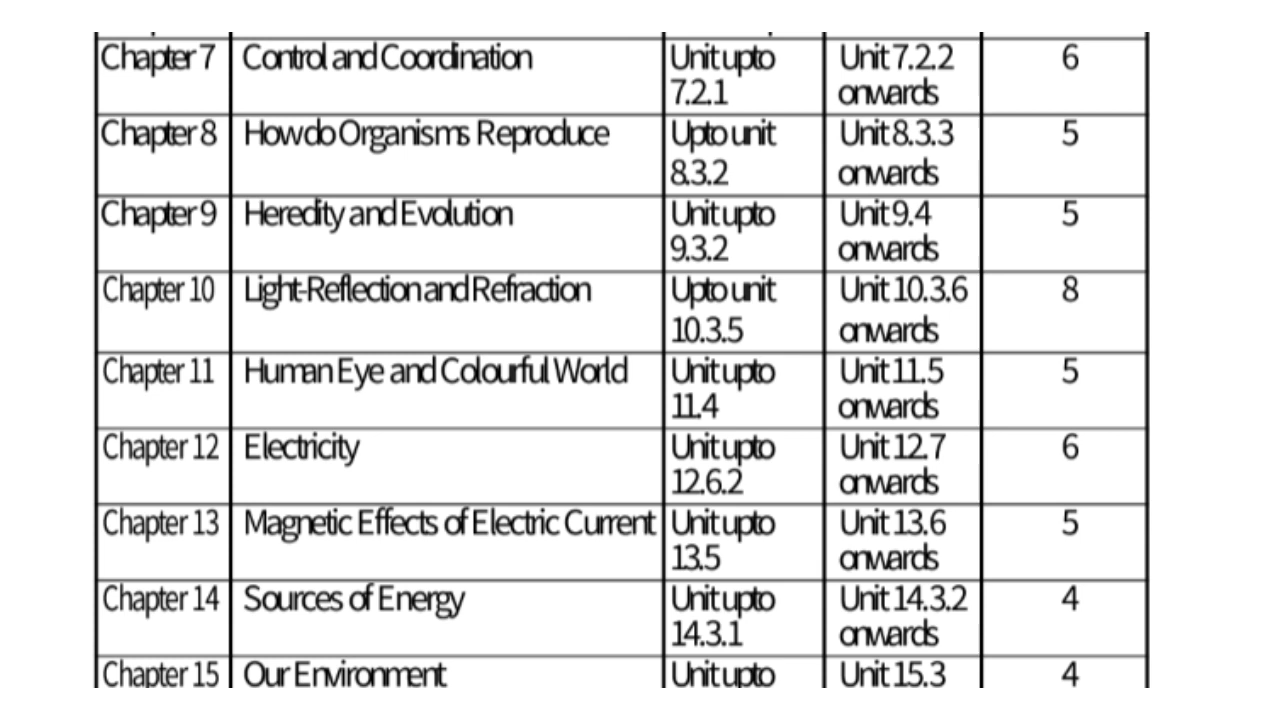 Chapter 7 Control and Coordination Unit upto Unit 7.2.2 6
7.2.1 onwards
Chapter 8 How do Organisms Reproduce Upto unit Unit 8.3.3 5
8.3.2 onwards
Chapter 9 Heredity and Evolution Unit upto Unit 9.4 5
9.3.2 onwards
Chapter 10 Light-Reflection and Refraction Upto unit Unit 10.3.6 8
10.3.5 onwards
Chapter 11 Human Eye and Colourful World Unit upto Unit 11.5 5
11.4 onwards
Chapter 12 Electricity Unit upto Unit 12.7 6
12.6.2 onwards
Chapter 13 Magnetic Effects of Electric Current Unit upto Unit 13.6 5
13.5 onwards
Chapter 14 Sources of Energy Unit upto Unit 14.3.2 4
14.3.1 onwards
Chapter 15 Our Environment Unit upto Unit 15.3 4